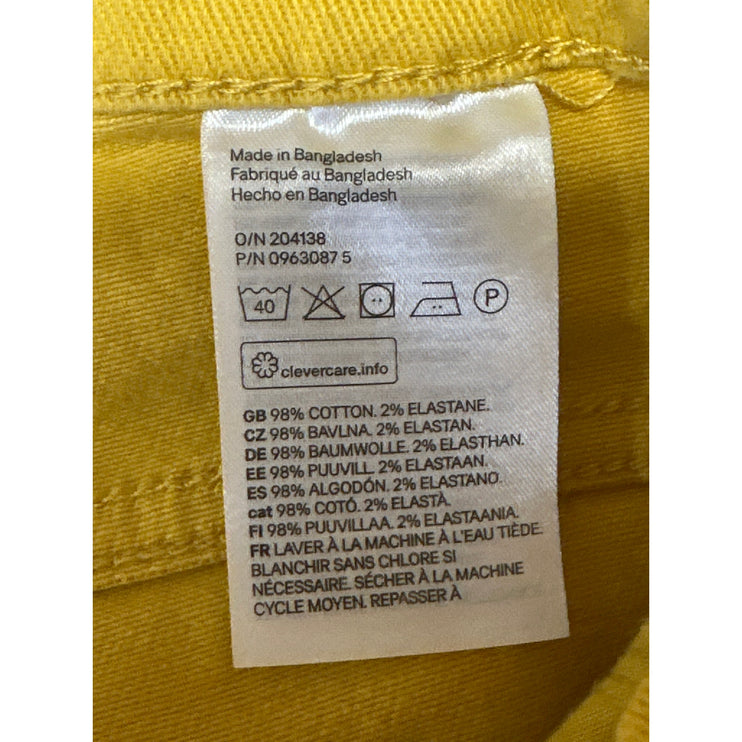 Made in Bangladesh
Fabriqué au Bangladesh
Hecho en Bangladesh
O/N 204138
P/N 0963087 5
40 P
clevercare.info
GB 98% COTTON. 2% ELASTANE.
CZ 98% BAVLNA. 2% ELASTAN.
DE 98% BAUMWOLLE. 2% ELASTHAN.
EE 98% PUUVILL. 2% ELASTAAN.
ES 98% ALGODÓN. 2% ELASTANO.
cat 98% COTÓ. 2% ELASTÀ.
FI 98% PUUVILLAA. 2% ELASTAANIA.
FR LAVER À LA MACHINE À L'EAU TIÈDE.
BLANCHIR SANS CHLORE SI
NÉCESSAIRE. SÉCHER À LA MACHINE
CYCLE MOYEN. REPASSER À